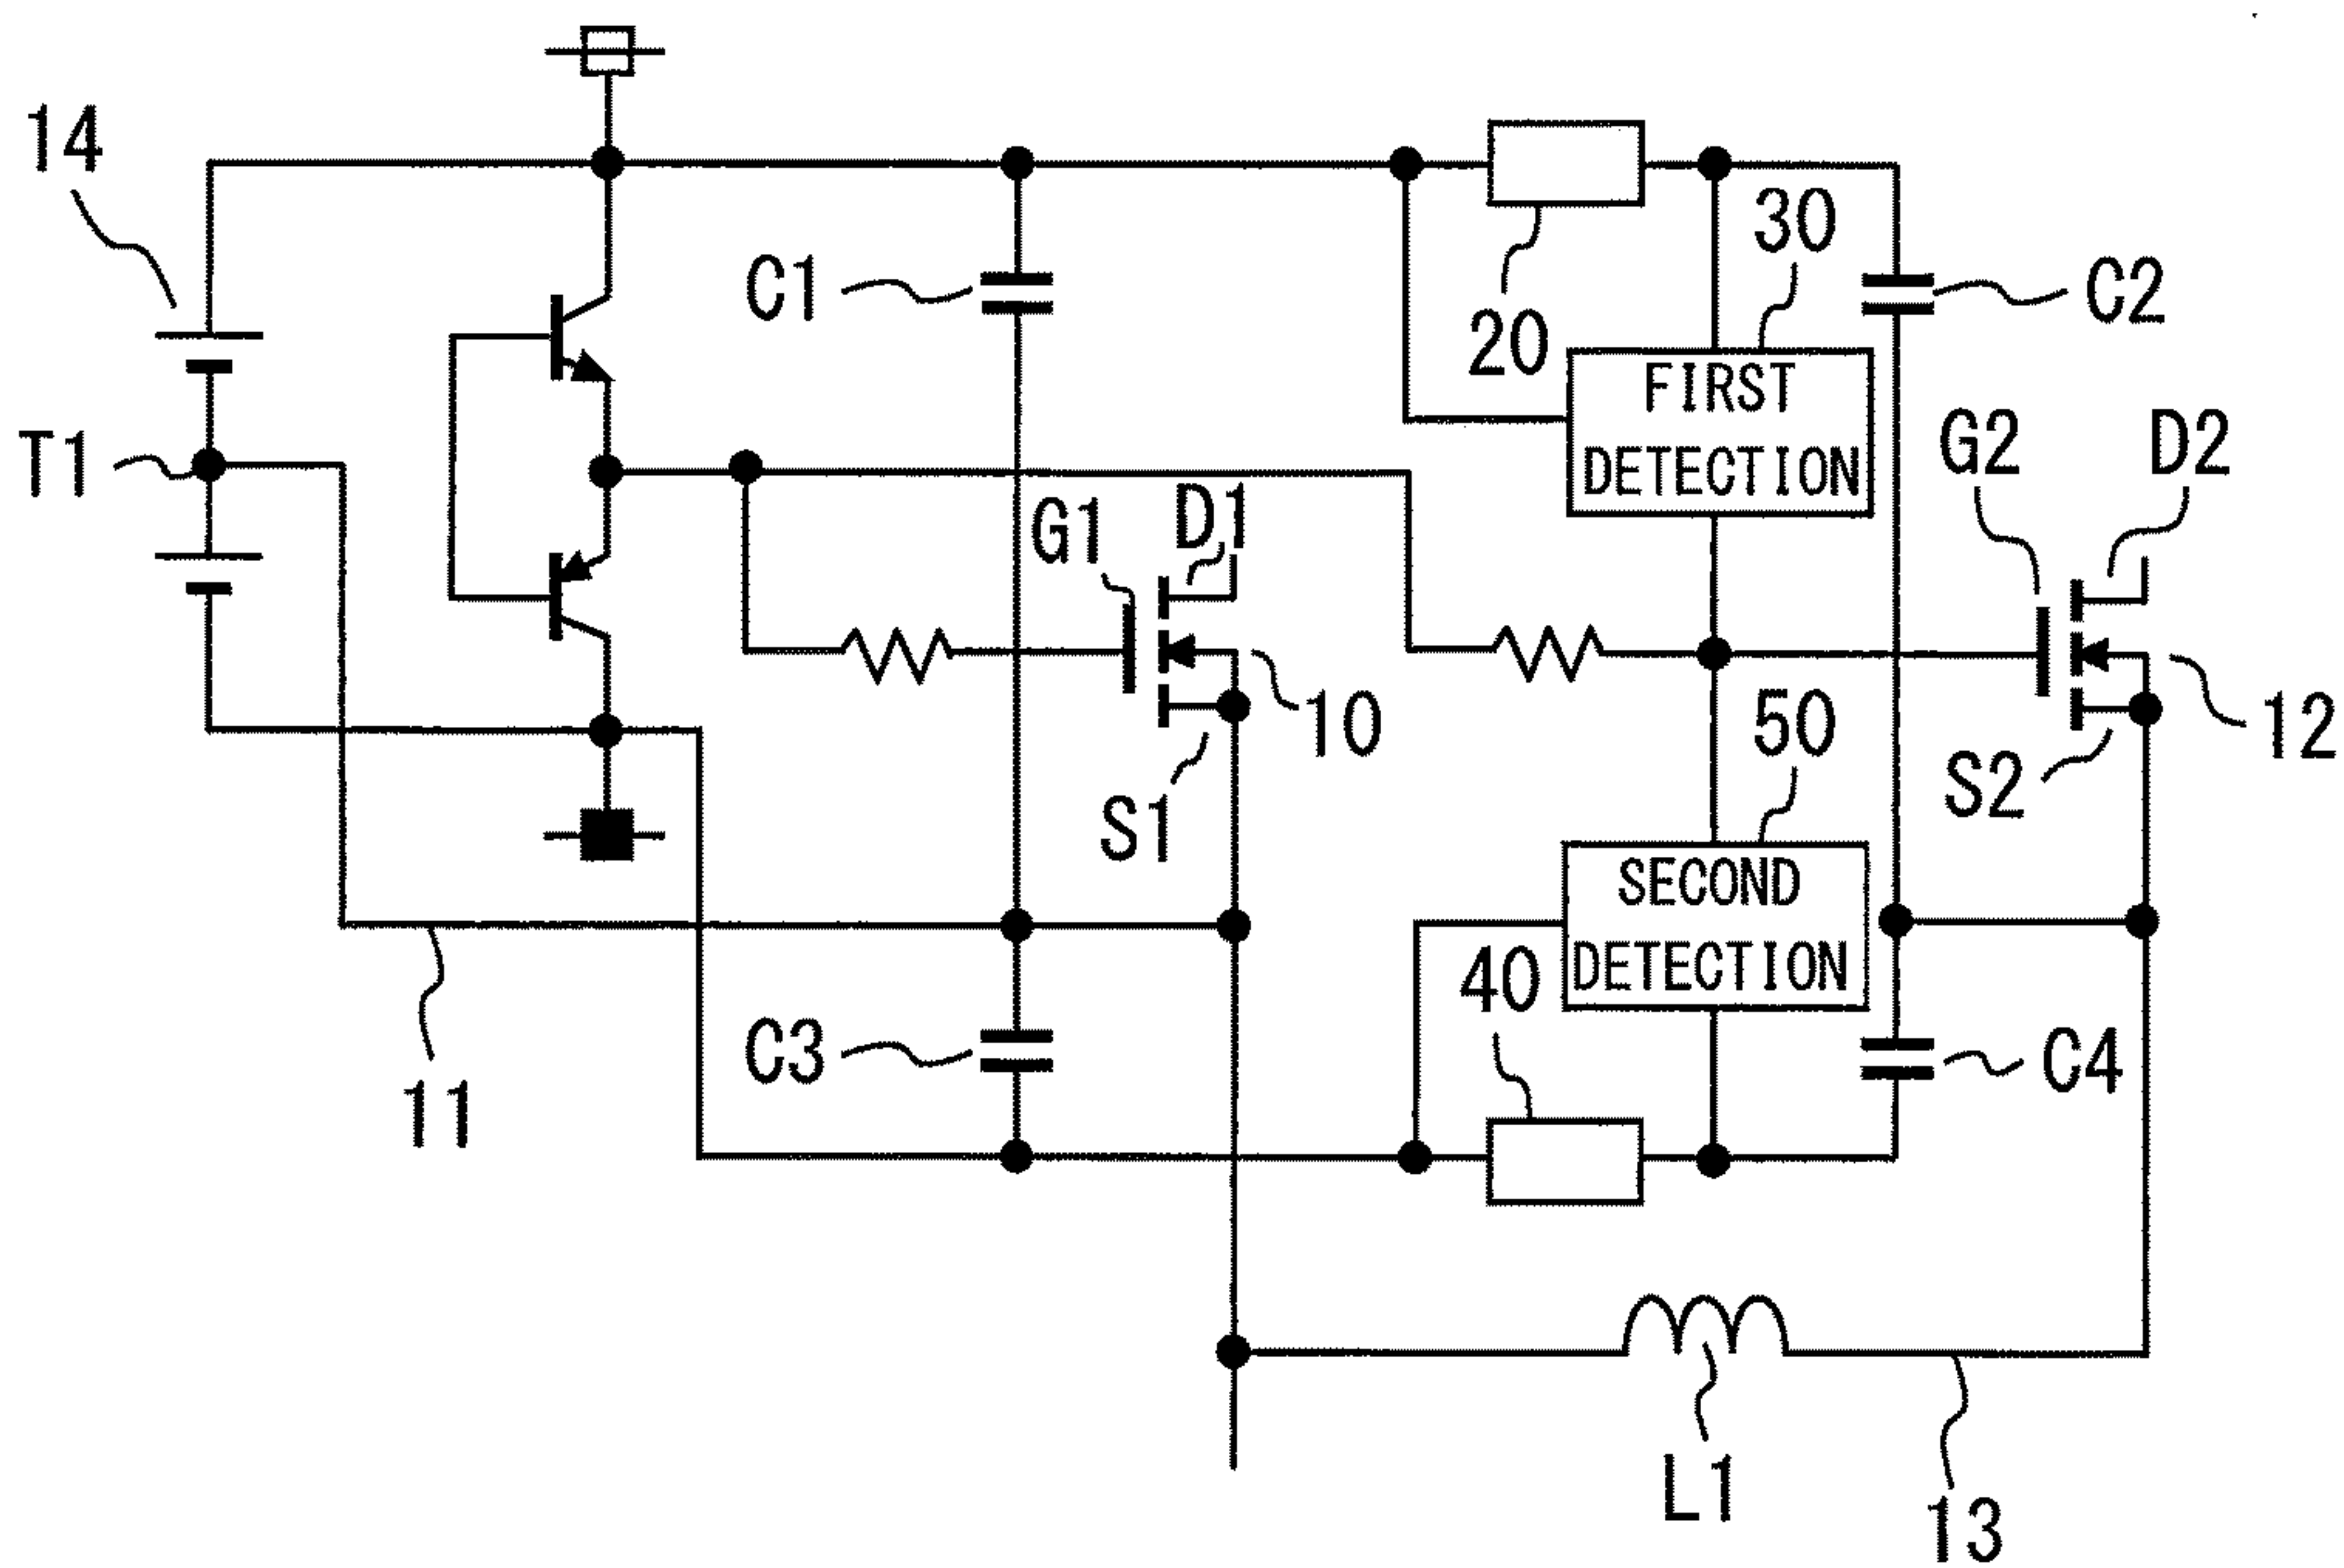 14
C1
30
C2
20
FIRST
DETECTION
T1
G1
D1
G2
D2
10
50
12
S1
S2
SECOND
DETECTION
40
C3
C4
11
L1
13